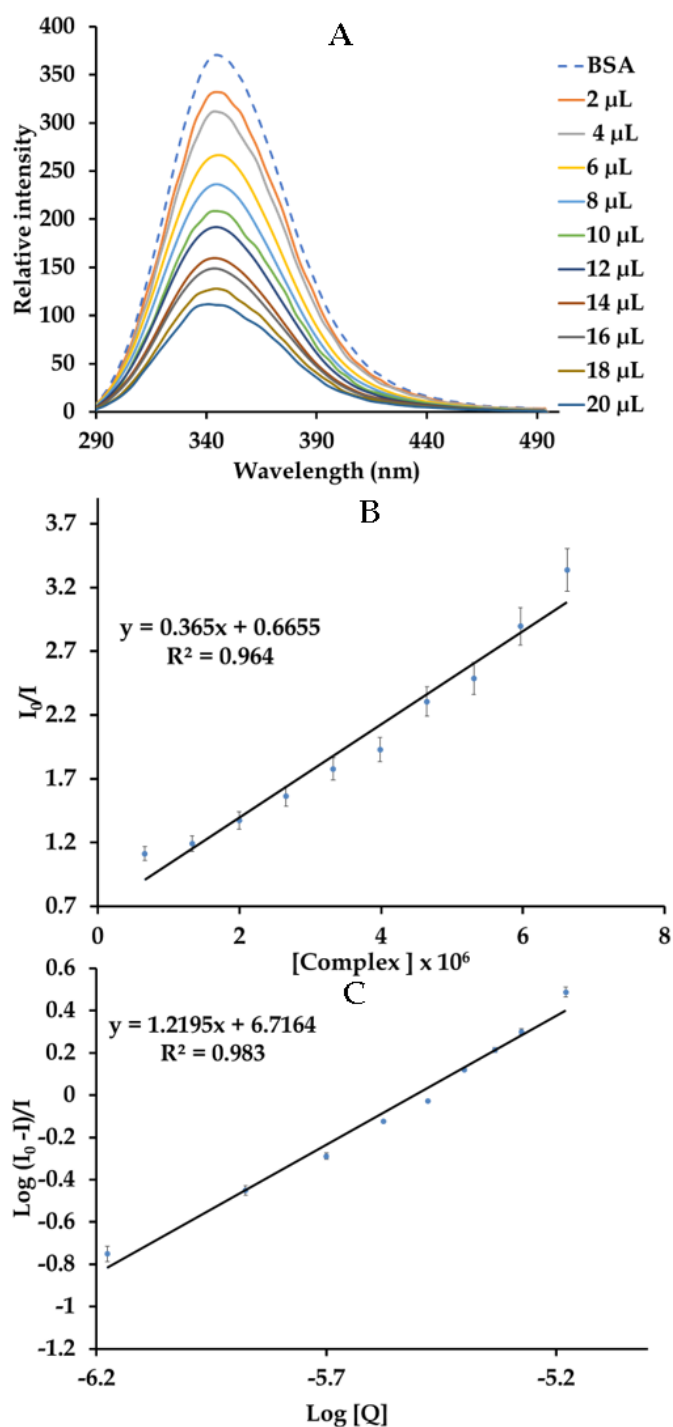 A
400
350
300
250
200
150
100
50
0
Relative intensity
290
340
390
440
490
Wavelength (nm)
BSA
2 µL
4 µL
6 µL
8 µL
10 µL
12 µL
14 µL
16 µL
18 µL
20 µL
B
3.7
3.2
2.7
2.2
1.7
1.2
0.7
I₀/I
y = 0.365x + 0.6655
R² = 0.964
0
2
4
6
8
[Complex ] x 10⁶
C
0.6
0.4
0.2
0
-0.2
-0.4
-0.6
-0.8
-1
-1.2
Log (I₀ -I)/I
y = 1.2195x + 6.7164
R² = 0.983
-6.2
-5.7
-5.2
Log [Q]